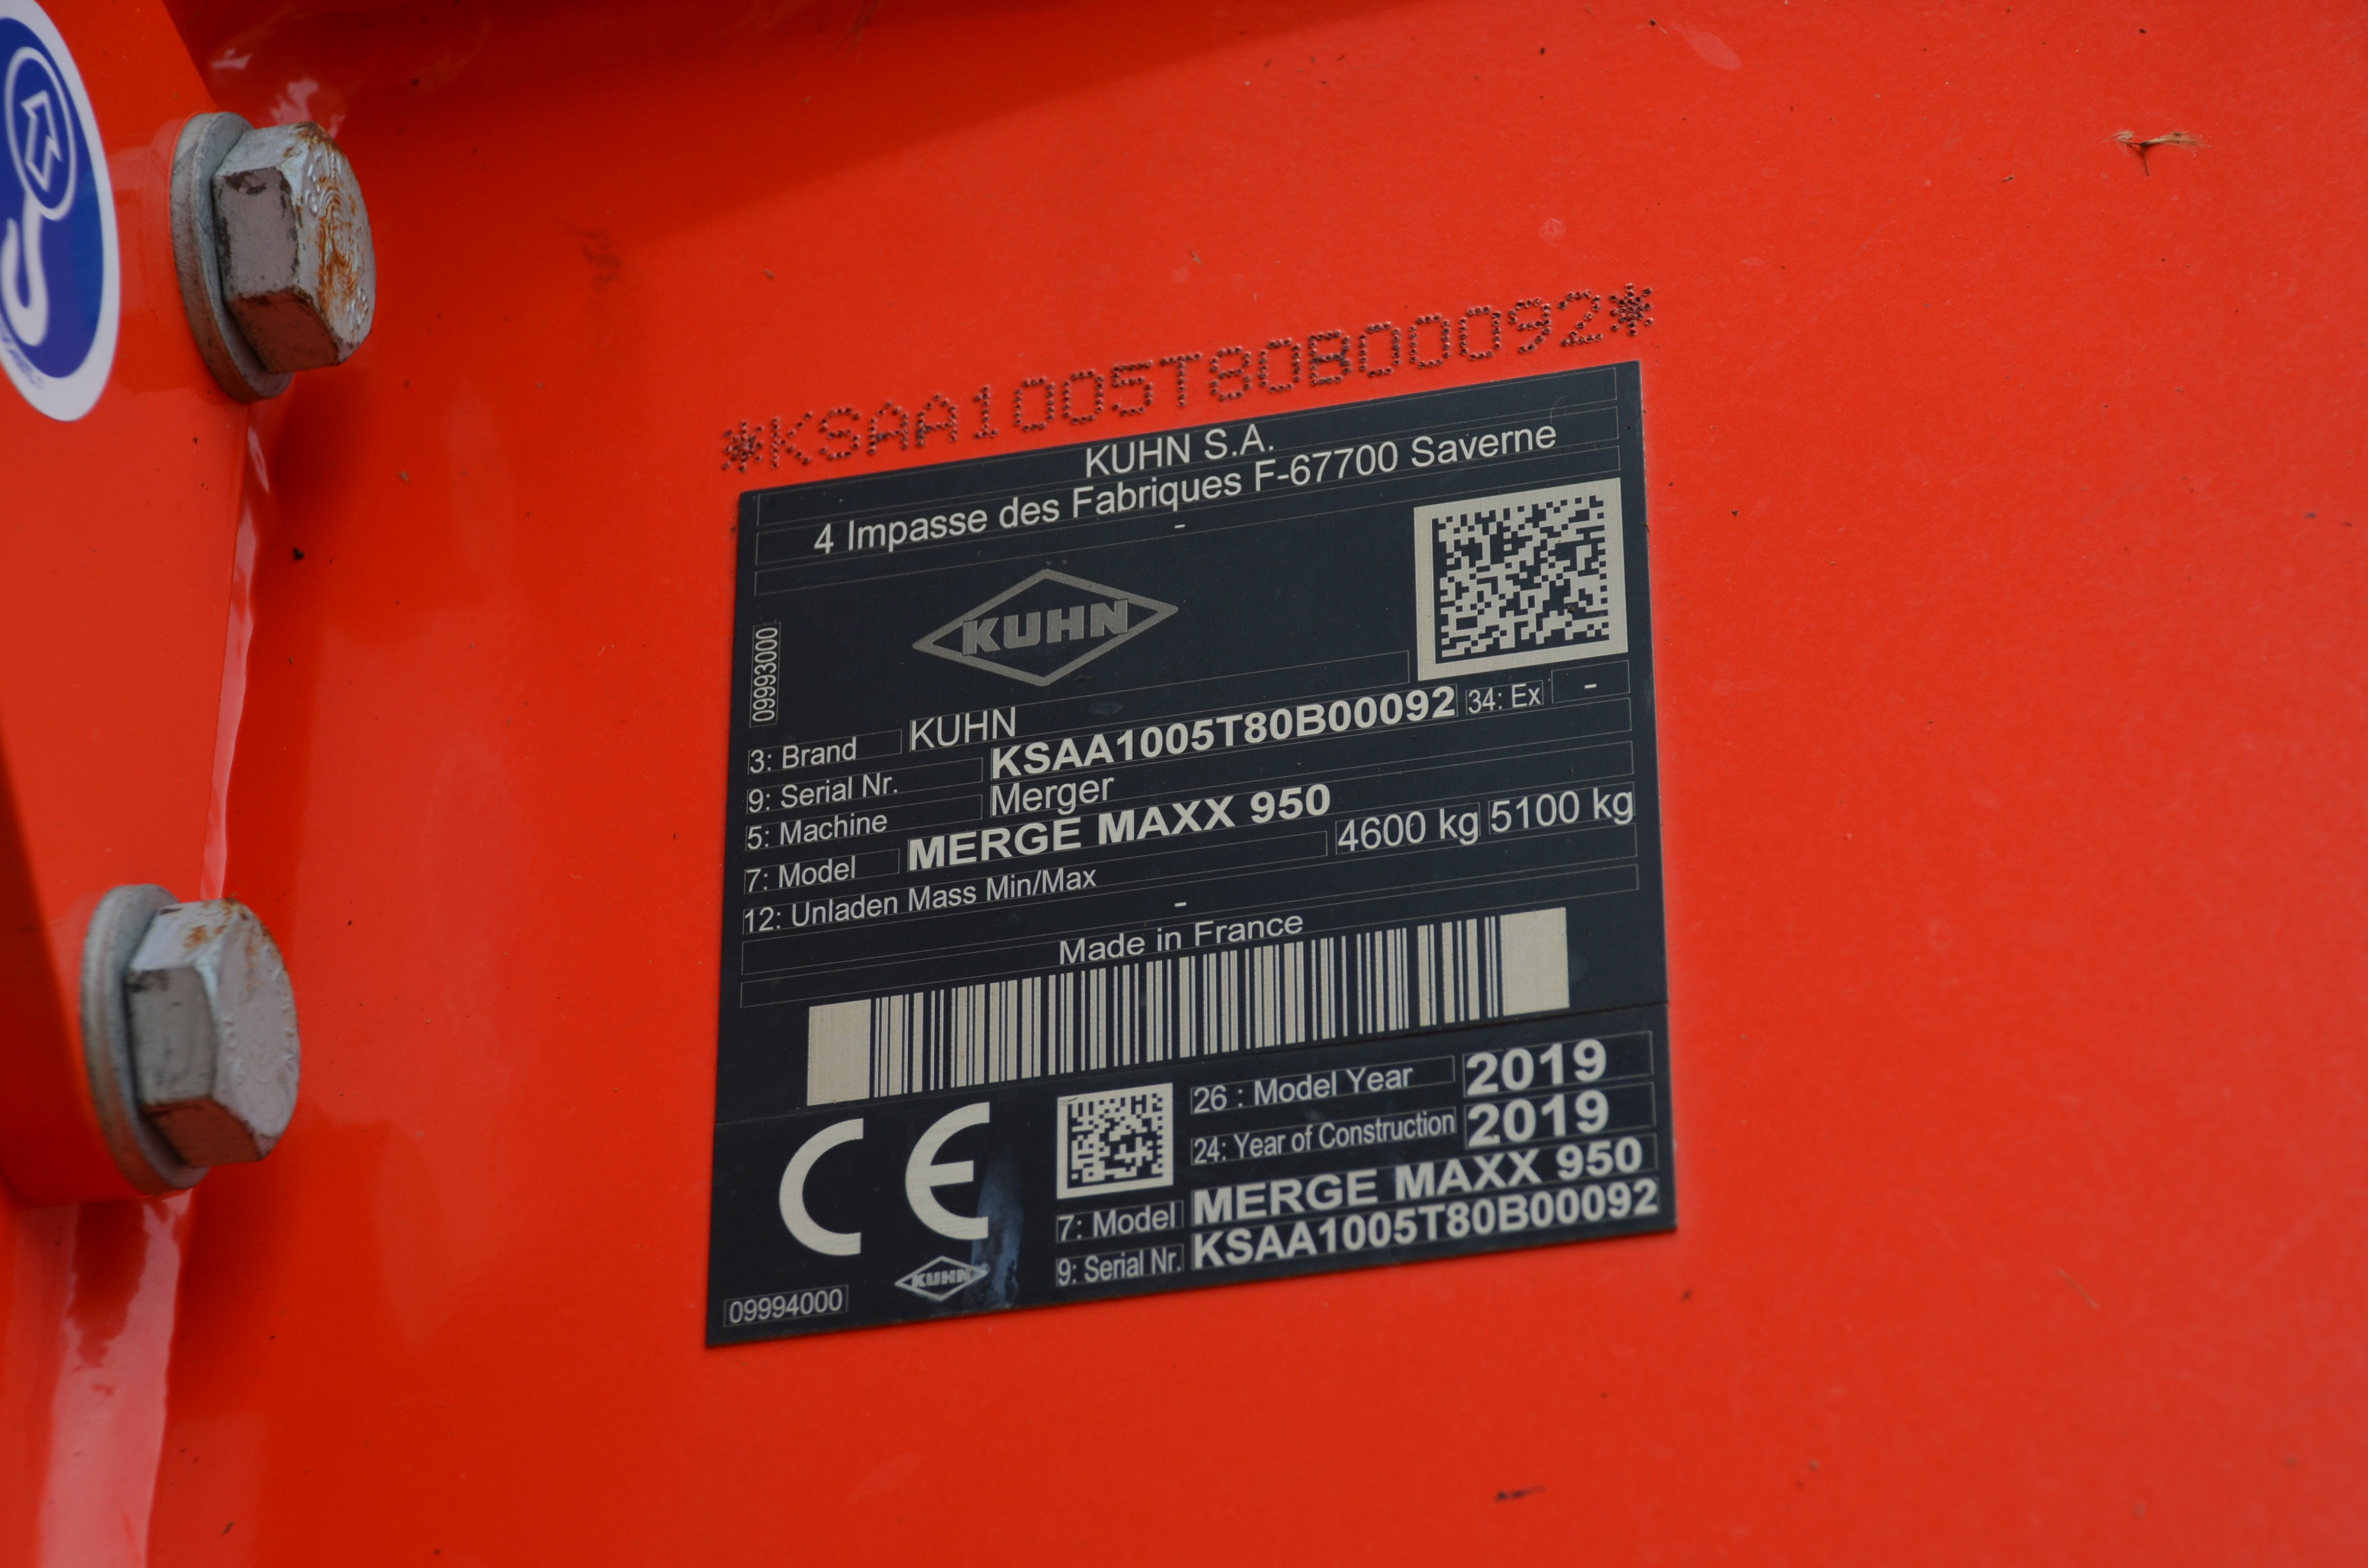 *KSAA1005T80B00092*
KUHN S.A.
4 Impasse des Fabriques F-67700 Saverne
-
KUHN
09993000
3: Brand KUHN
9: Serial Nr. KSAA1005T80B00092 34: Ex -
5: Machine Merger
7: Model MERGE MAXX 950
12: Unladen Mass Min/Max 4600 kg 5100 kg
-
Made in France
CE
26 : Model Year 2019
24: Year of Construction 2019
7: Model MERGE MAXX 950
9: Serial Nr. KSAA1005T80B00092
KUHN
09994000